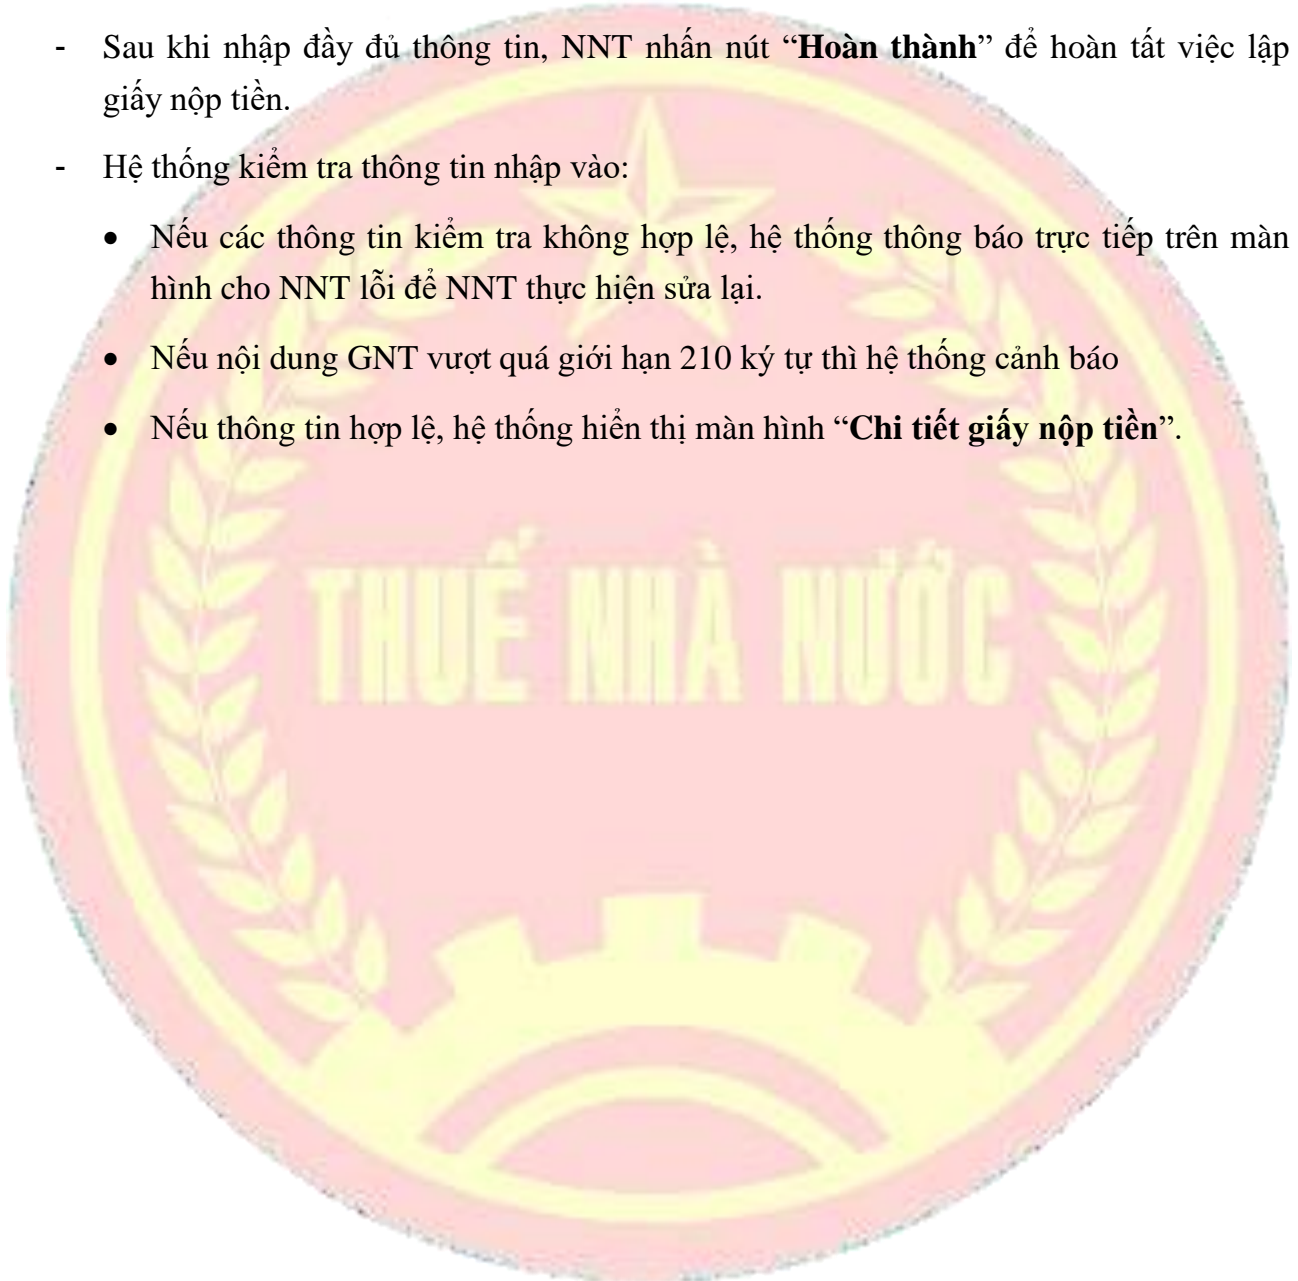 - Sau khi nhập đầy đủ thông tin, NNT nhấn nút “Hoàn thành” để hoàn tất việc lập
giấy nộp tiền.
- Hệ thống kiểm tra thông tin nhập vào:
• Nếu các thông tin kiểm tra không hợp lệ, hệ thống thông báo trực tiếp trên màn
hình cho NNT lỗi để NNT thực hiện sửa lại.
• Nếu nội dung GNT vượt quá giới hạn 210 ký tự thì hệ thống cảnh báo
• Nếu thông tin hợp lệ, hệ thống hiển thị màn hình “Chi tiết giấy nộp tiền”.
THUẾ NHÀ NƯỚC